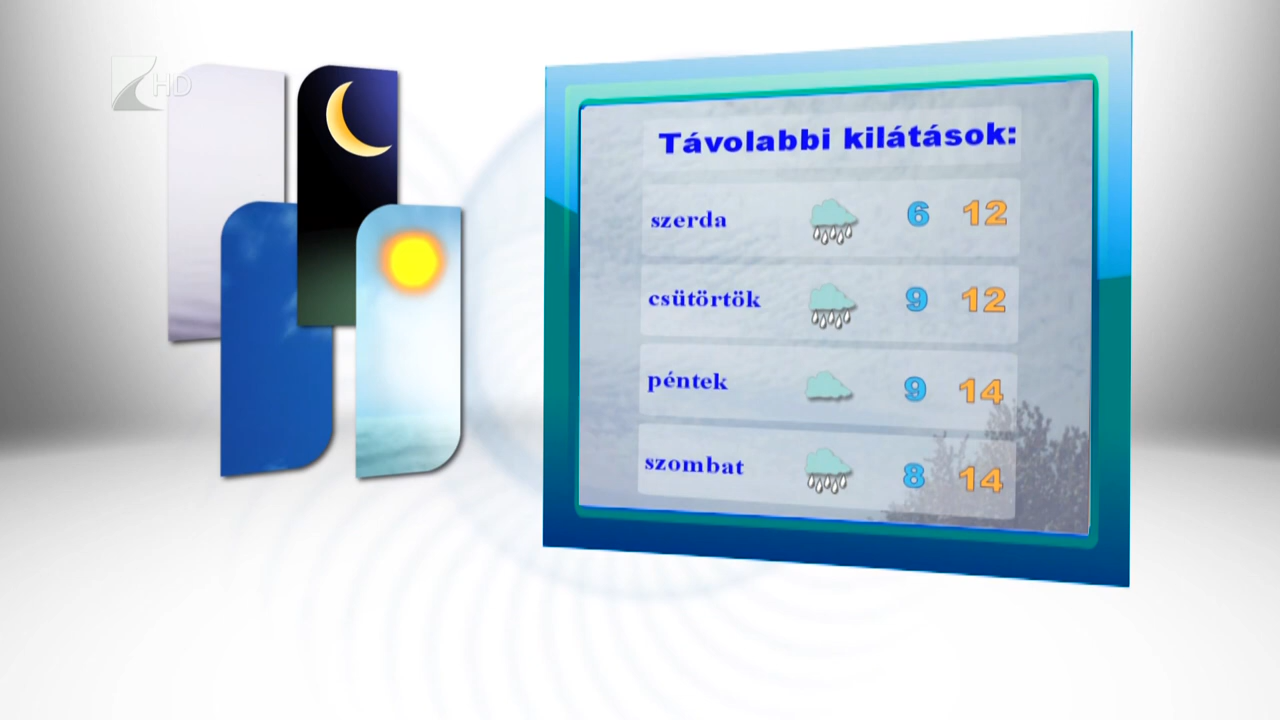 HD
Távolabbi kilátások:
szerda 6 12
csütörtök 9 12
péntek 9 14
szombat 8 14